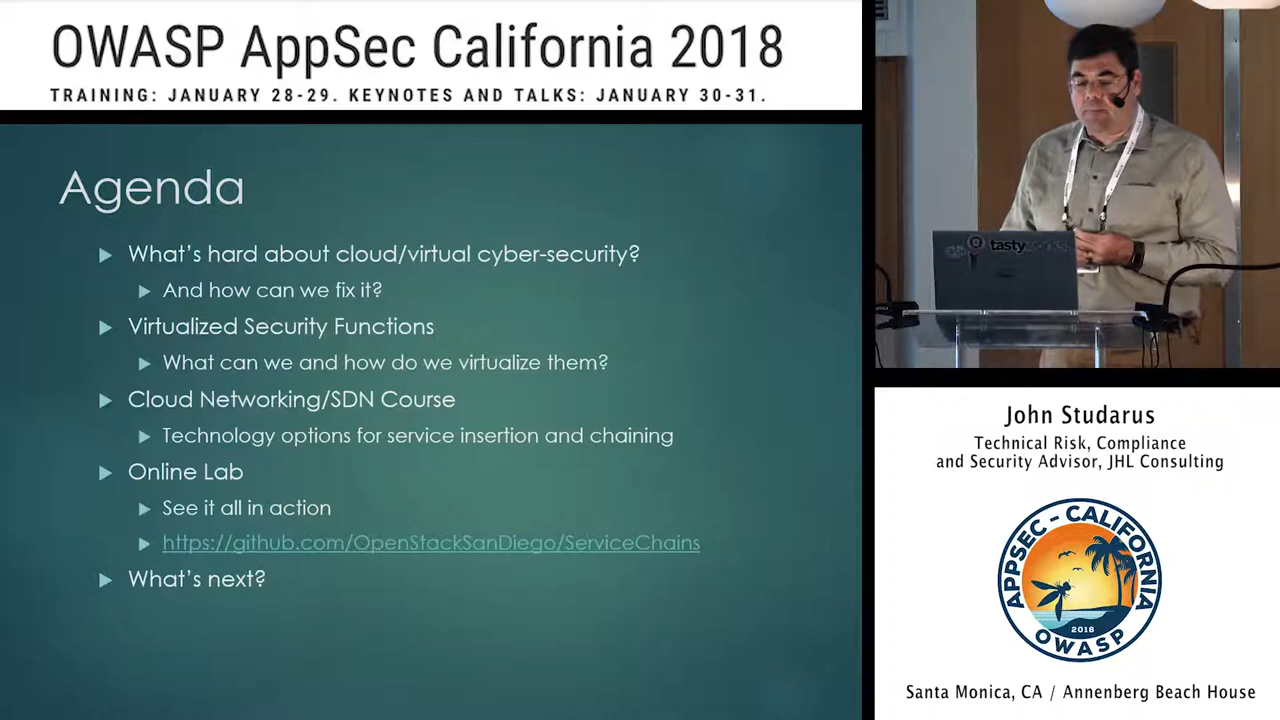 OWASP AppSec California 2018
TRAINING: JANUARY 28-29. KEYNOTES AND TALKS: JANUARY 30-31.
Agenda
What's hard about cloud/virtual cyber-security?
And how can we fix it?
Virtualized Security Functions
What can we and how do we virtualize them?
Cloud Networking/SDN Course
Technology options for service insertion and chaining
Online Lab
See it all in action
https://github.com/OpenStackSanDiego/ServiceChains
What's next?
tastyworks
John Studarus
Technical Risk, Compliance
and Security Advisor, JHL Consulting
APPSEC - CALIFORNIA
2018
OWASP
Santa Monica, CA / Annenberg Beach House